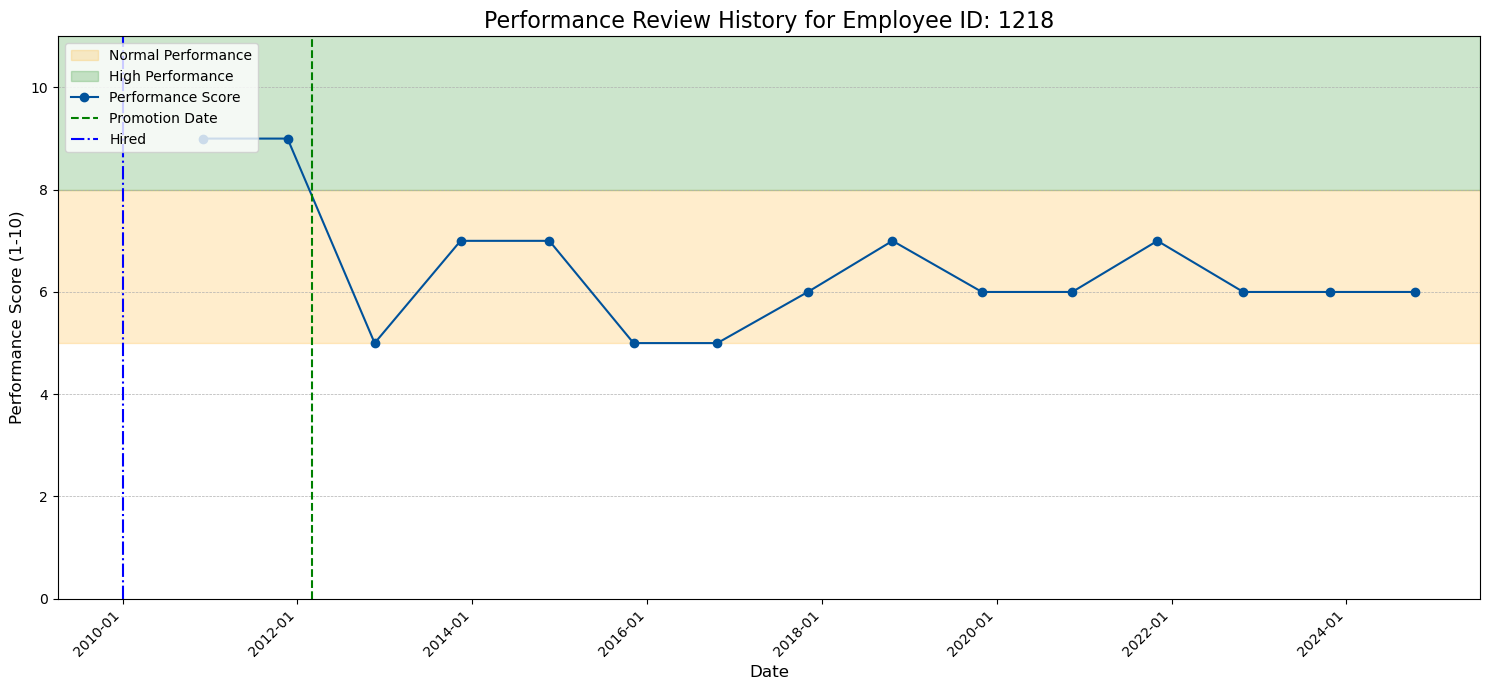 Performance Review History for Employee ID: 1218
Normal Performance
High Performance
Performance Score
Promotion Date
Hired
Performance Score (1-10)
10
8
6
4
2
0
2010-01
2012-01
2014-01
2016-01
2018-01
2020-01
2022-01
2024-01
Date